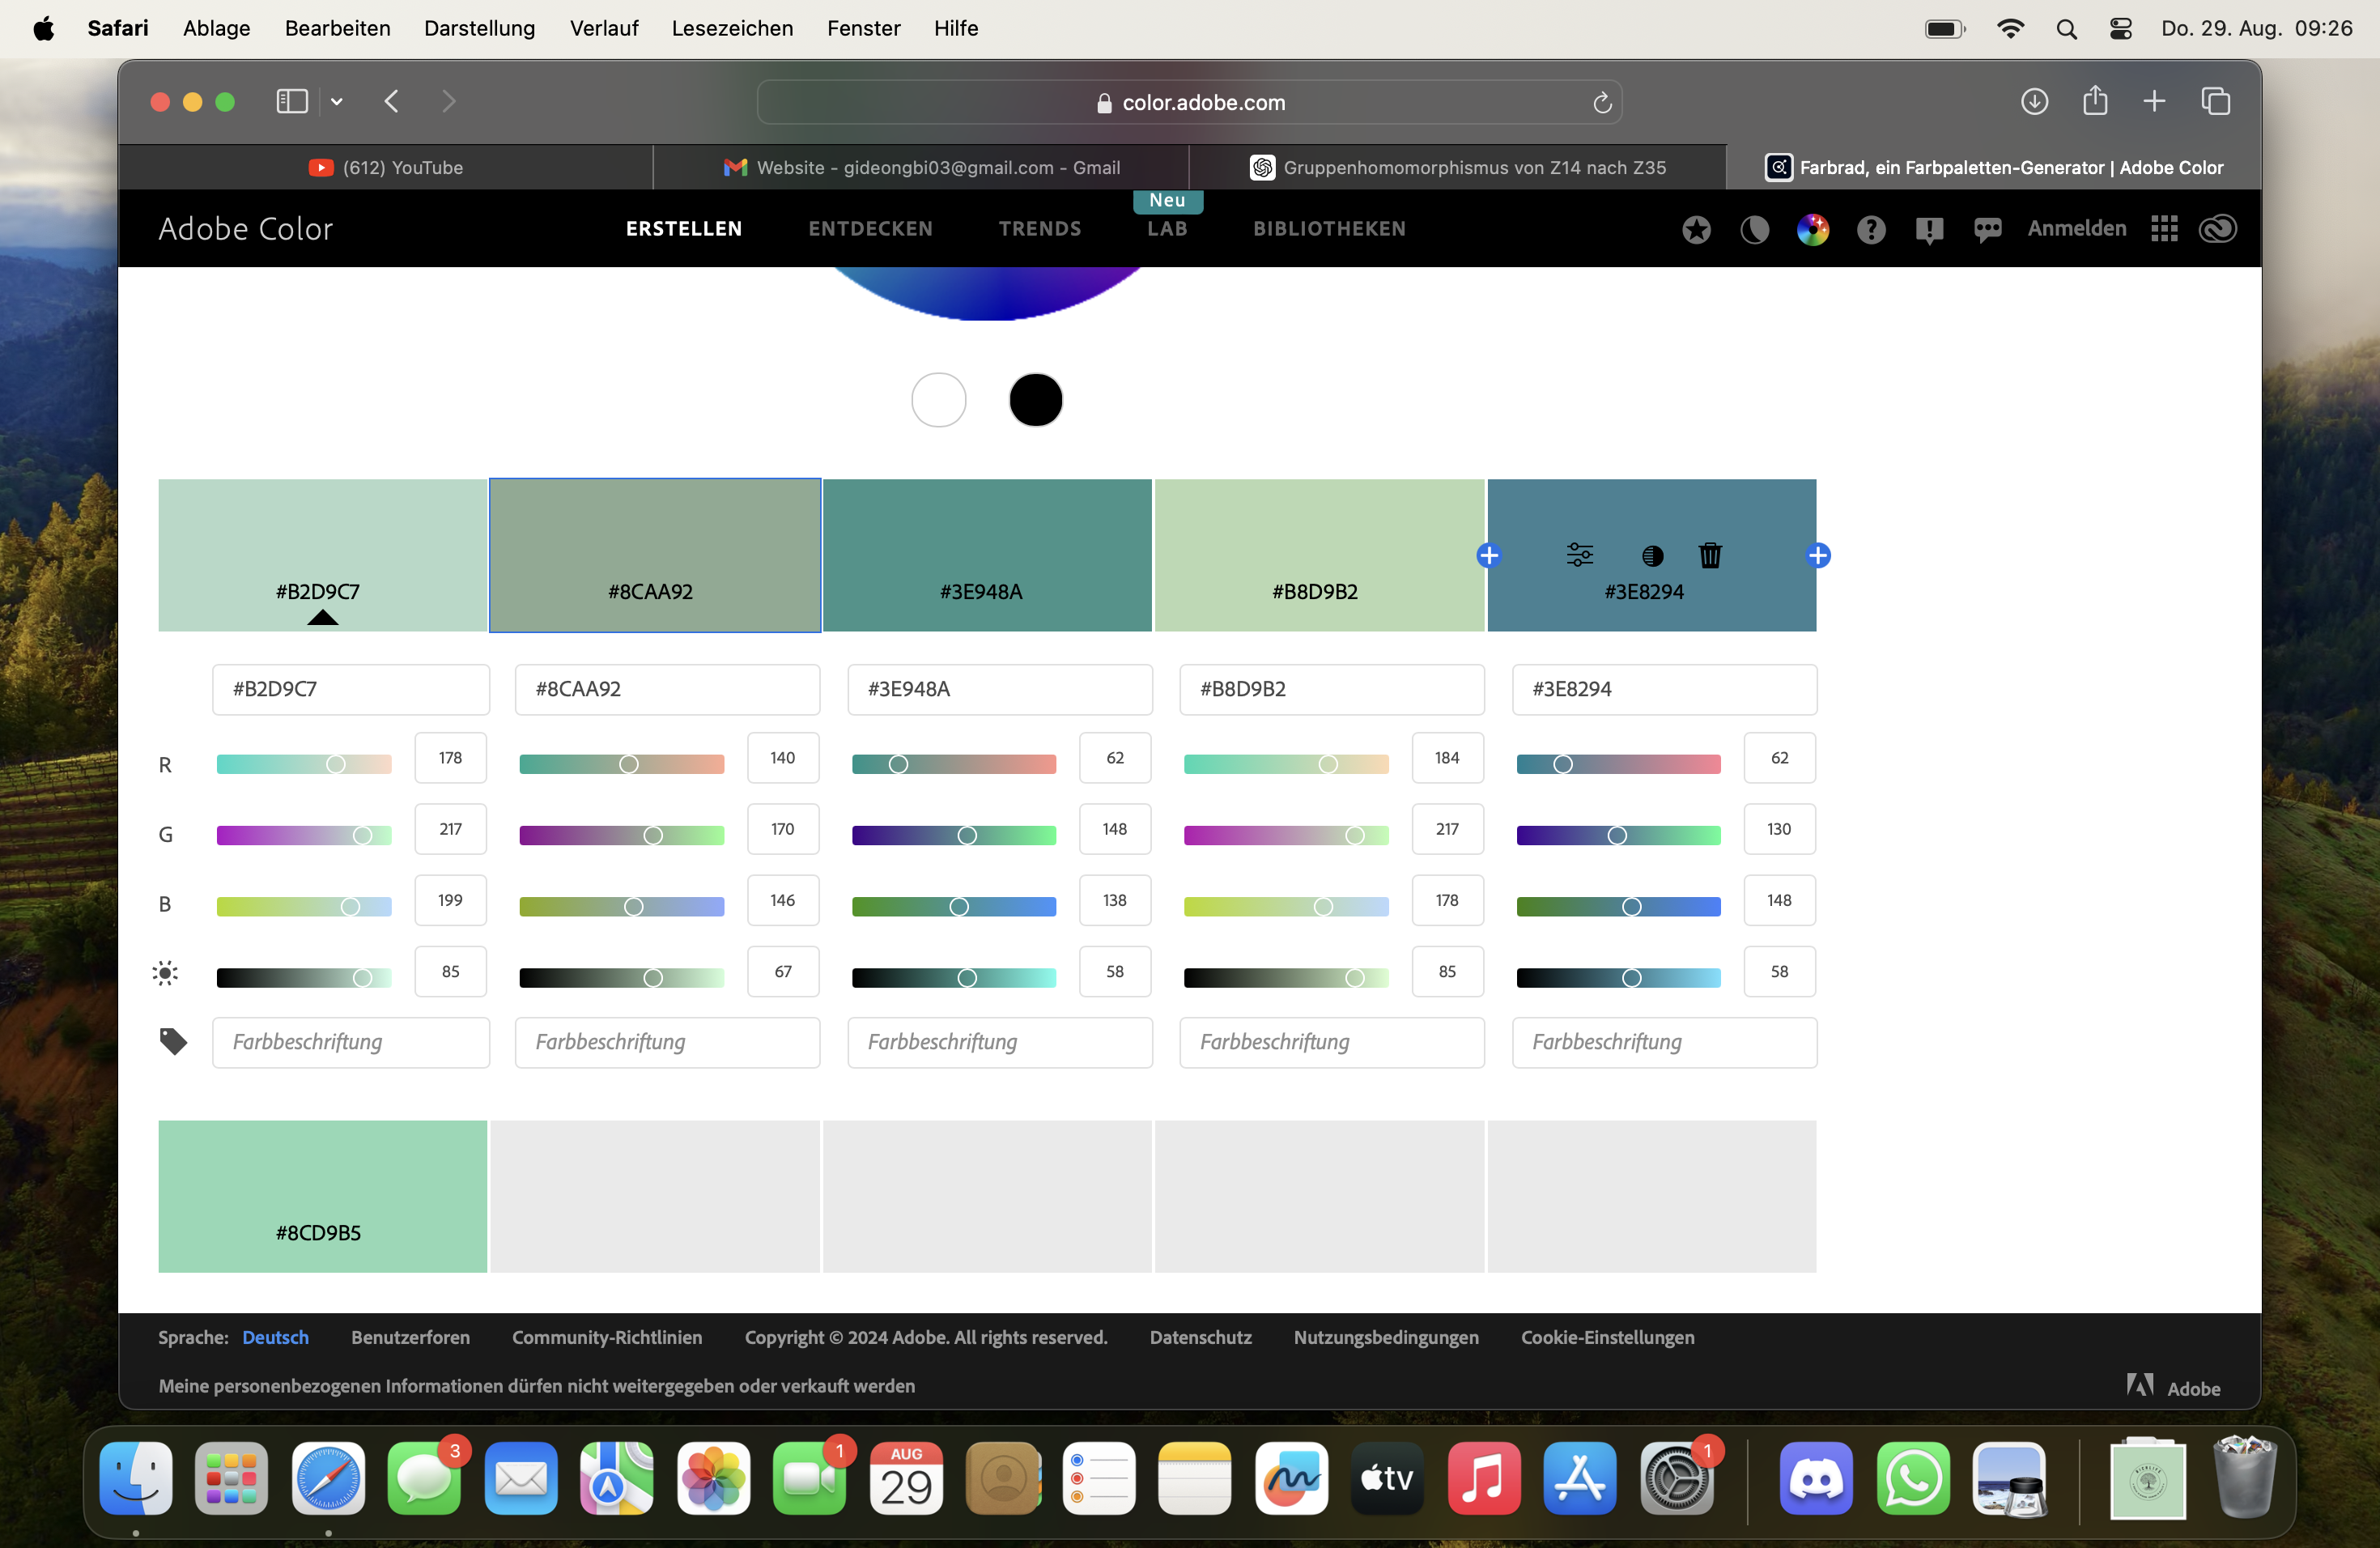 Safari Ablage Bearbeiten Darstellung Verlauf Lesezeichen Fenster Hilfe Do. 29. Aug. 09:26
color.adobe.com
(612) YouTube Website - gideongbi03@gmail.com - Gmail Gruppenhomomorphismus von Z14 nach Z35 Farbrad, ein Farbpaletten-Generator | Adobe Color
Neu
Adobe Color ERSTELLEN ENTDECKEN TRENDS LAB BIBLIOTHEKEN Anmelden
#B2D9C7 #8CAA92 #3E948A #B8D9B2 #3E8294
#B2D9C7 #8CAA92 #3E948A #B8D9B2 #3E8294
R 178 140 62 184 62
G 217 170 148 217 130
B 199 146 138 178 148
85 67 58 85 58
Farbbeschriftung Farbbeschriftung Farbbeschriftung Farbbeschriftung Farbbeschriftung
#8CD9B5
Sprache: Deutsch Benutzerforen Community-Richtlinien Copyright © 2024 Adobe. All rights reserved. Datenschutz Nutzungsbedingungen Cookie-Einstellungen
Meine personenbezogenen Informationen dürfen nicht weitergegeben oder verkauft werden Adobe
3 1 AUG 1
29 tv